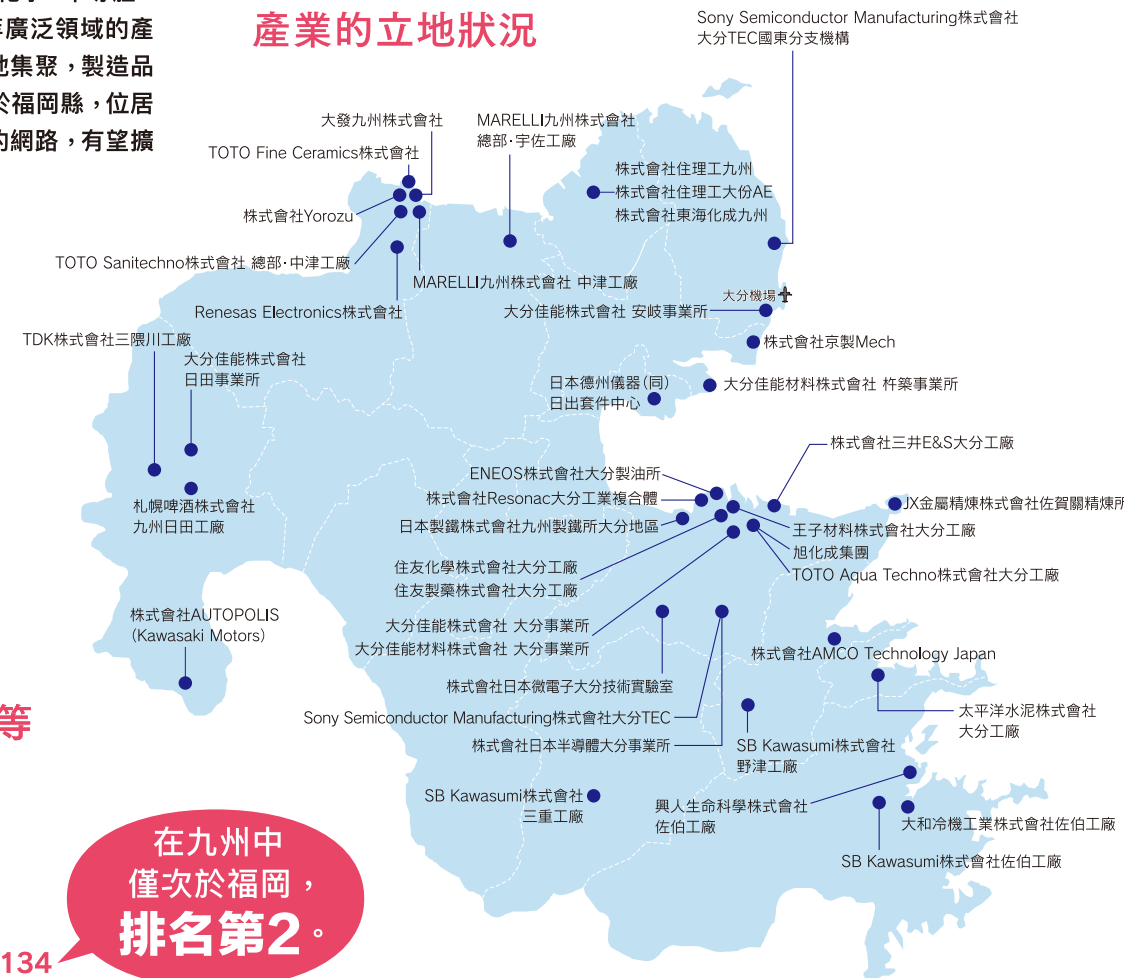 廣泛領域的產
集聚，製造品
於福岡縣，位居
的網路，有望擴
產業的立地狀況
Sony Semiconductor Manufacturing株式會社
大分TEC國東分支機構
大發九州株式會社
MARELLI九州株式會社
總部·宇佐工廠
TOTO Fine Ceramics株式會社
株式會社住理工九州
株式會社住理工大份AE
株式會社東海化成九州
株式會社Yorozu
TOTO Sanitechno株式會社 總部·中津工廠
MARELLI九州株式會社 中津工廠
大分機場
Renesas Electronics株式會社
大分佳能株式會社 安岐事業所
TDK株式會社三隈川工廠
株式會社京製Mech
大分佳能株式會社
日田事業所
日本德州儀器(同)
日出套件中心
大分佳能材料株式會社 杵築事業所
株式會社三井E&S大分工廠
ENEOS株式會社大分製油所
株式會社Resonac大分工業複合體
札幌啤酒株式會社
九州日田工廠
JX金屬精煉株式會社佐賀關精煉所
日本製鐵株式會社九州製鐵所大分地區
王子材料株式會社大分工廠
旭化成集團
住友化學株式會社大分工廠
TOTO Aqua Techno株式會社大分工廠
住友製藥株式會社大分工廠
株式會社AUTOPOLIS
(Kawasaki Motors)
大分佳能株式會社 大分事業所
大分佳能材料株式會社 大分事業所
株式會社AMCO Technology Japan
株式會社日本微電子大分技術實驗室
等
Sony Semiconductor Manufacturing株式會社大分TEC
太平洋水泥株式會社
大分工廠
株式會社日本半導體大分事業所
SB Kawasumi株式會社
野津工廠
SB Kawasumi株式會社
三重工廠
興人生命科學株式會社
佐伯工廠
大和冷機工業株式會社佐伯工廠
SB Kawasumi株式會社佐伯工廠
在九州中
僅次於福岡，
排名第2。
134